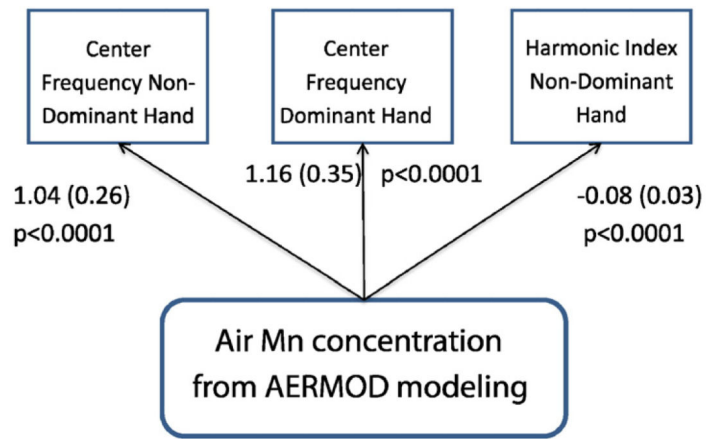 Center
Frequency Non-
Dominant Hand
Center
Frequency
Dominant Hand
Harmonic Index
Non-Dominant
Hand
1.04 (0.26)
p<0.0001
1.16 (0.35) p<0.0001
-0.08 (0.03)
p<0.0001
Air Mn concentration
from AERMOD modeling